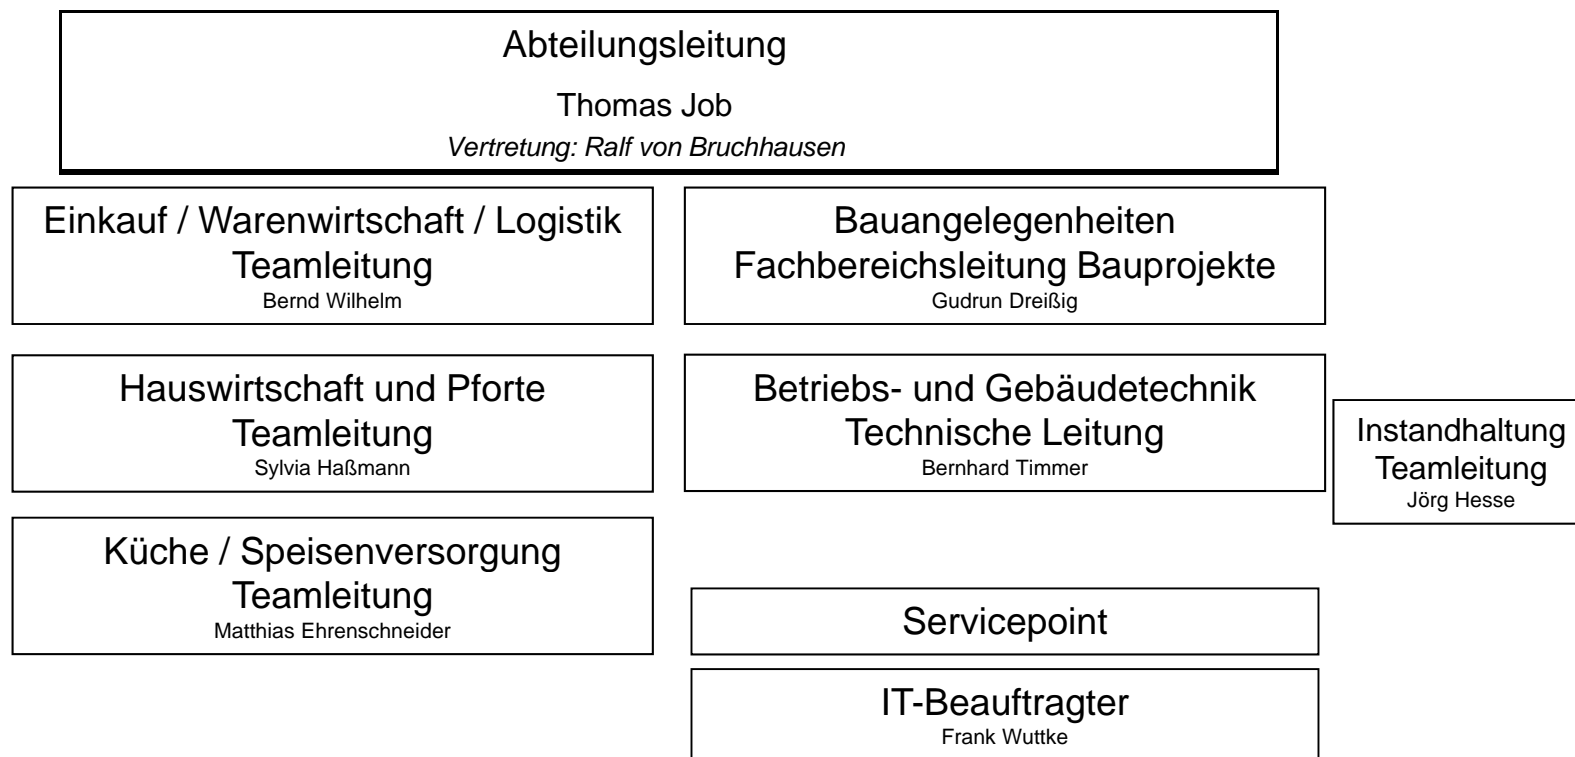 Abteilungsleitung
Thomas Job
Vertretung: Ralf von Bruchhausen
Einkauf / Warenwirtschaft / Logistik
Teamleitung
Bernd Wilhelm
Bauangelegenheiten
Fachbereichsleitung Bauprojekte
Gudrun Dreißig
Hauswirtschaft und Pforte
Teamleitung
Sylvia Haßmann
Betriebs- und Gebäudetechnik
Technische Leitung
Bernhard Timmer
Instandhaltung
Teamleitung
Jörg Hesse
Küche / Speisenversorgung
Teamleitung
Matthias Ehrenschneider
Servicepoint
IT-Beauftragter
Frank Wuttke